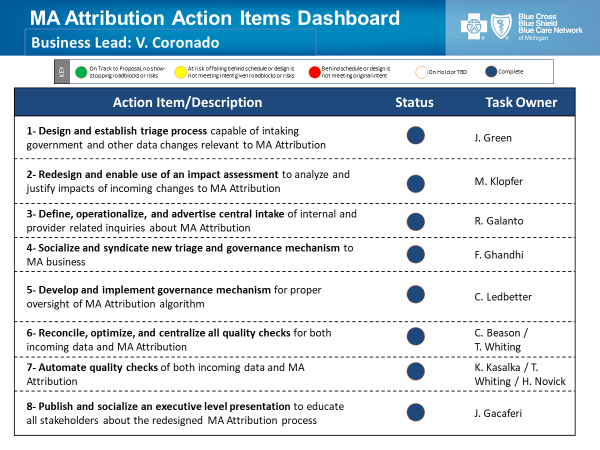 MA Attribution Action Items Dashboard
Business Lead: V. Coronado
Blue Cross
Blue Shield
Blue Care Network
of Michigan
KEY
On Track to Proposal, no show-
stopping roadblocks or risks
At risk of falling behind schedule or design is
not meeting intent given roadblocks or risks
Behind schedule or design is
not meeting original intent
On Hold or TBD
Complete
Action Item/Description
Status
Task Owner
1- Design and establish triage process capable of intaking
government and other data changes relevant to MA Attribution
J. Green
2- Redesign and enable use of an impact assessment to analyze and
justify impacts of incoming changes to MA Attribution
M. Klopfer
3- Define, operationalize, and advertise central intake of internal and
provider related inquiries about MA Attribution
R. Galanto
4- Socialize and syndicate new triage and governance mechanism to
MA business
F. Ghandhi
5- Develop and implement governance mechanism for proper
oversight of MA Attribution algorithm
C. Ledbetter
6- Reconcile, optimize, and centralize all quality checks for both
incoming data and MA Attribution
C. Beason /
T. Whiting
7- Automate quality checks of both incoming data and MA
Attribution
K. Kasalka / T.
Whiting / H. Novick
8- Publish and socialize an executive level presentation to educate
all stakeholders about the redesigned MA Attribution process
J. Gacaferi